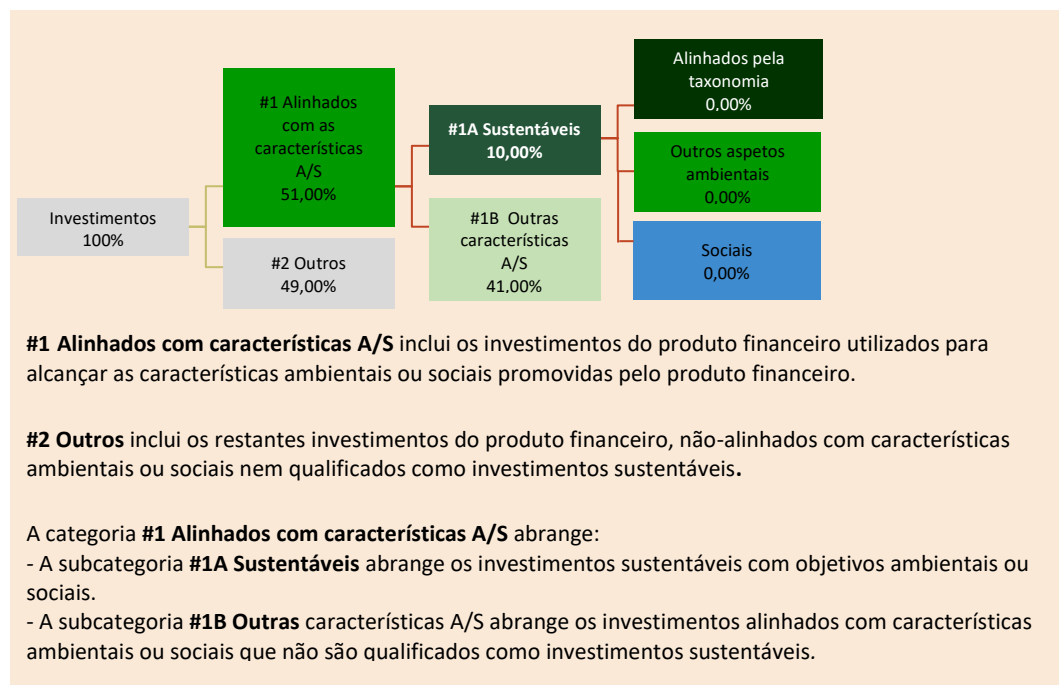 Investimentos
100%
#1 Alinhados
com as
características
A/S
51,00%
#2 Outros
49,00%
#1A Sustentáveis
10,00%
#1B Outras
características
A/S
41,00%
Alinhados pela
taxonomia
0,00%
Outros aspetos
ambientais
0,00%
Sociais
0,00%
#1 Alinhados com características A/S inclui os investimentos do produto financeiro utilizados para
alcançar as características ambientais ou sociais promovidas pelo produto financeiro.
#2 Outros inclui os restantes investimentos do produto financeiro, não-alinhados com características
ambientais ou sociais nem qualificados como investimentos sustentáveis.
A categoria #1 Alinhados com características A/S abrange:
- A subcategoria #1A Sustentáveis abrange os investimentos sustentáveis com objetivos ambientais ou
sociais.
- A subcategoria #1B Outras características A/S abrange os investimentos alinhados com características
ambientais ou sociais que não são qualificados como investimentos sustentáveis.